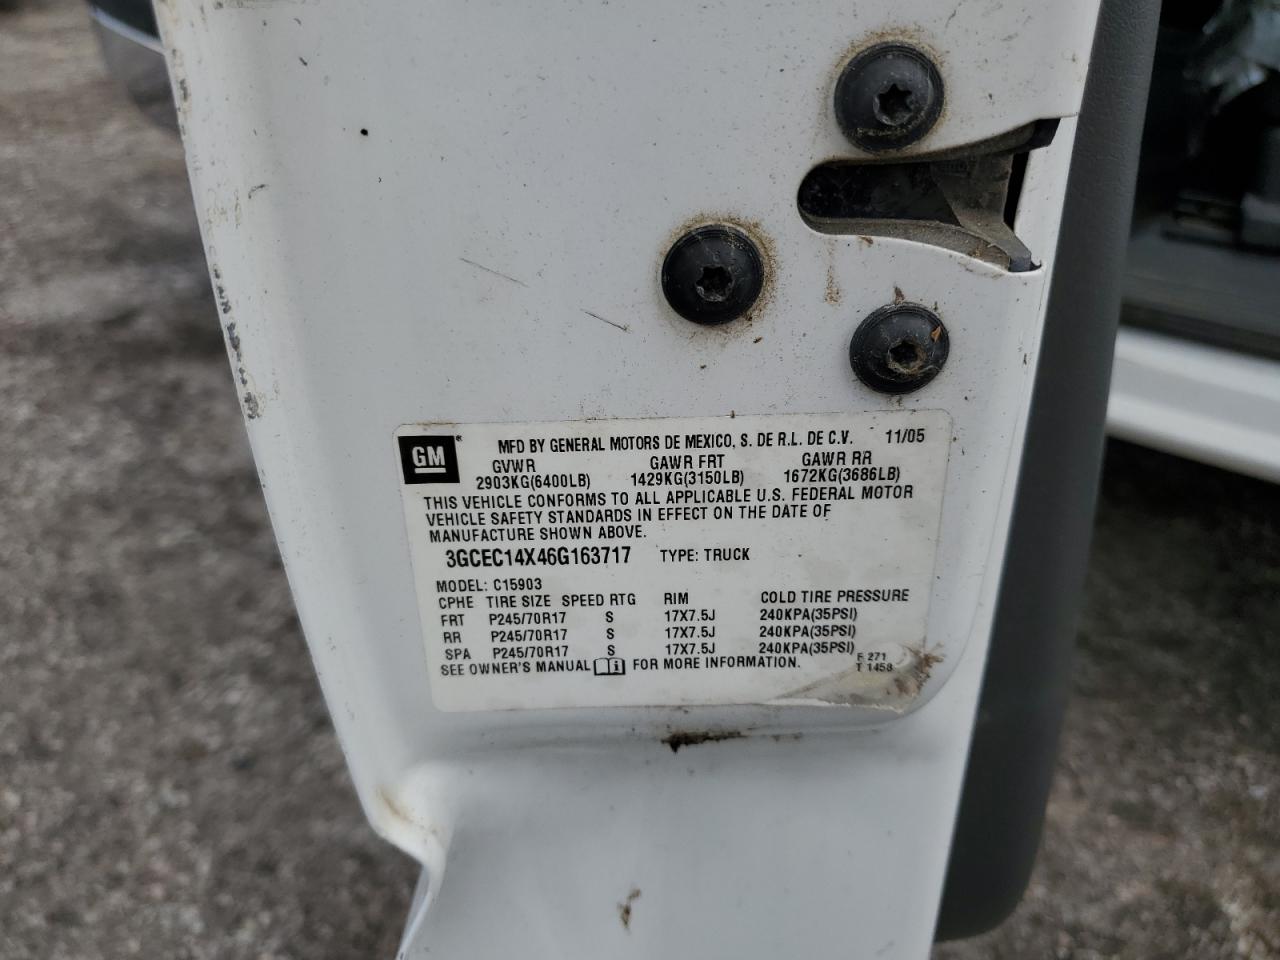 GM ® MFD BY GENERAL MOTORS DE MEXICO, S. DE R.L. DE C.V. 11/05
GVWR GAWR FRT GAWR RR
2903KG(6400LB) 1429KG(3150LB) 1672KG(3686LB)
THIS VEHICLE CONFORMS TO ALL APPLICABLE U.S. FEDERAL MOTOR
VEHICLE SAFETY STANDARDS IN EFFECT ON THE DATE OF
MANUFACTURE SHOWN ABOVE.
3GCEC14X46G163717 TYPE: TRUCK
MODEL: C15903
CPHE TIRE SIZE SPEED RTG RIM COLD TIRE PRESSURE
FRT P245/70R17 S 17X7.5J 240KPA(35PSI)
RR P245/70R17 S 17X7.5J 240KPA(35PSI)
SPA P245/70R17 S 17X7.5J 240KPA(35PSI)
SEE OWNER'S MANUAL FOR MORE INFORMATION.
F 271
T 1458